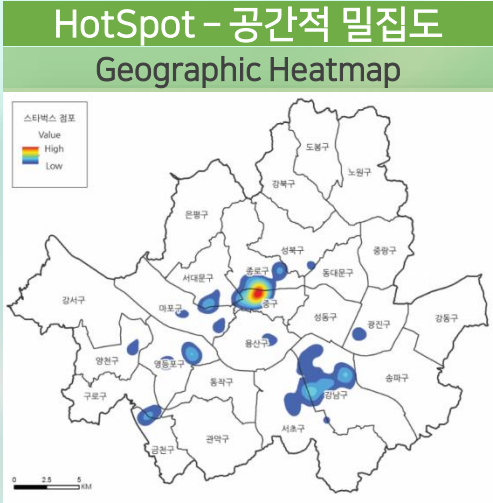 HotSpot – 공간적 밀집도
Geographic Heatmap
스타벅스 점포
Value
High
Low
도봉구
노원구
강북구
은평구
성북구
중랑구
종로구
동대문구
서대문구
중구
강서구
마포구
성동구
광진구
강동구
용산구
양천구
영등포구
동작구
송파구
강남구
구로구
서초구
관악구
금천구
0 2.5 5
KM